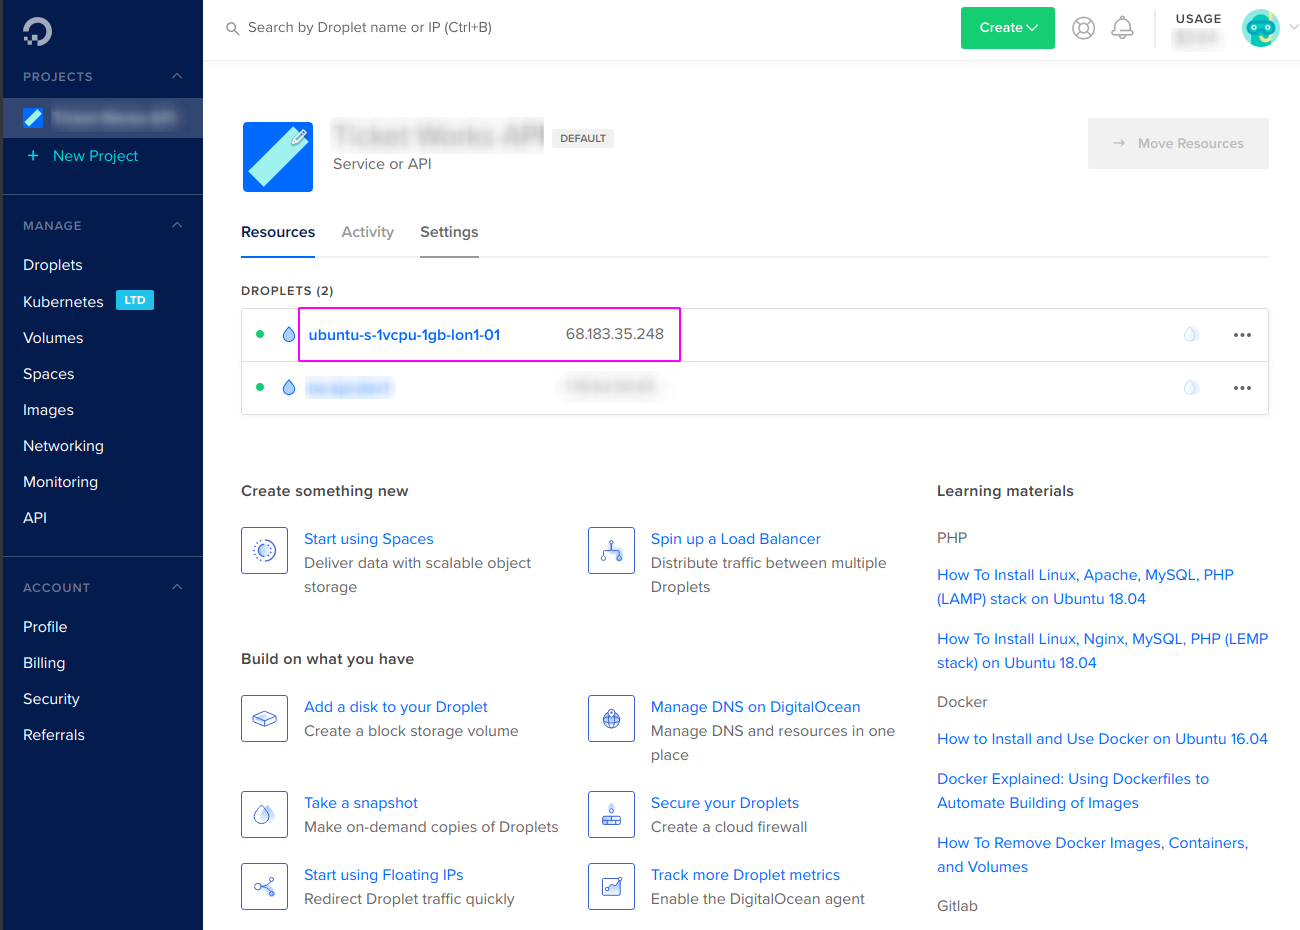 Search by Droplet name or IP (Ctrl+B)
Create
USAGE
PROJECTS
+ New Project
MANAGE
Droplets
Kubernetes LTD
Volumes
Spaces
Images
Networking
Monitoring
API
ACCOUNT
Profile
Billing
Security
Referrals
DEFAULT
Service or API
→ Move Resources
Resources Activity Settings
DROPLETS (2)
ubuntu-s-1vcpu-1gb-lon1-01 68.183.35.248
Create something new
Start using Spaces
Deliver data with scalable object
storage
Spin up a Load Balancer
Distribute traffic between multiple
Droplets
Build on what you have
Add a disk to your Droplet
Create a block storage volume
Manage DNS on DigitalOcean
Manage DNS and resources in one
place
Take a snapshot
Make on-demand copies of Droplets
Secure your Droplets
Create a cloud firewall
Start using Floating IPs
Redirect Droplet traffic quickly
Track more Droplet metrics
Enable the DigitalOcean agent
Learning materials
PHP
How To Install Linux, Apache, MySQL, PHP
(LAMP) stack on Ubuntu 18.04
How To Install Linux, Nginx, MySQL, PHP (LEMP
stack) on Ubuntu 18.04
Docker
How to Install and Use Docker on Ubuntu 16.04
Docker Explained: Using Dockerfiles to
Automate Building of Images
How To Remove Docker Images, Containers,
and Volumes
Gitlab